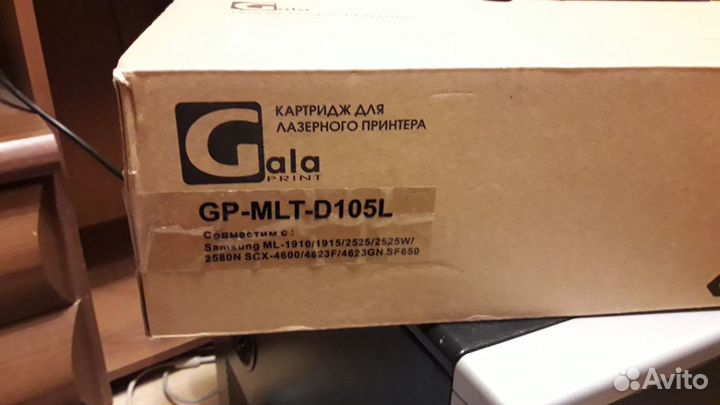 Gala
КАРТРИДЖ ДЛЯ
ЛАЗЕРНОГО ПРИНТЕРА
Gala
PRINT
GP-MLT-D105L
Совместим с :
Samsung ML-1910/1915/2525/2525W/
2580N SCX-4600/4623F/4623GN SF650
Avito